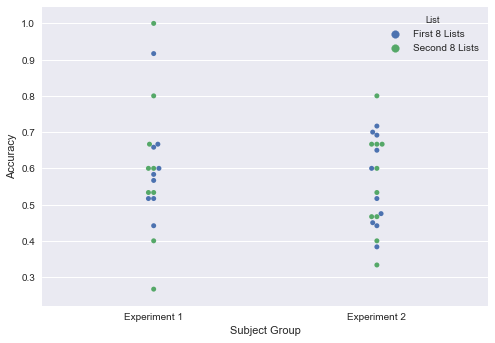 List
First 8 Lists
Second 8 Lists
1.0
0.9
0.8
0.7
0.6
0.5
0.4
0.3
Accuracy
Experiment 1
Experiment 2
Subject Group